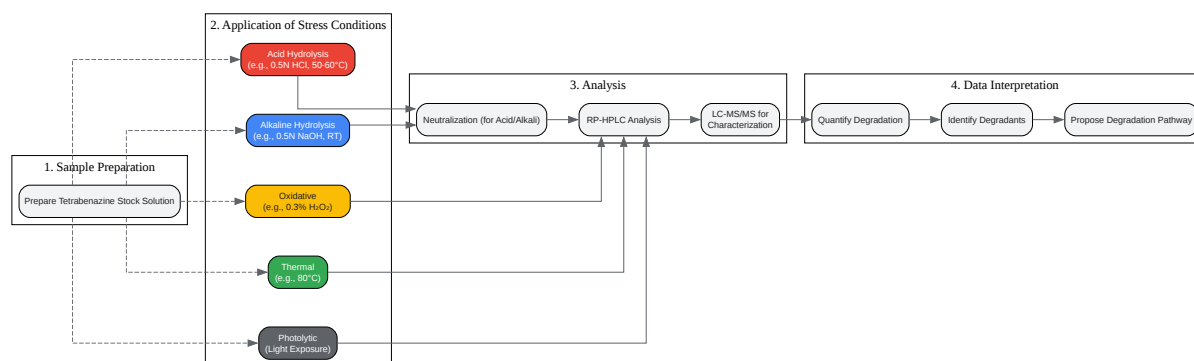 2. Application of Stress Conditions
Acid Hydrolysis
(e.g., 0.5N HCl, 50-60°C)
Alkaline Hydrolysis
(e.g., 0.5N NaOH, RT)
1. Sample Preparation
Prepare Tetrabenazine Stock Solution
Oxidative
(e.g., 0.3% H₂O₂)
Thermal
(e.g., 80°C)
Photolytic
(Light Exposure)
3. Analysis
Neutralization (for Acid/Alkali)
RP-HPLC Analysis
LC-MS/MS for
Characterization
4. Data Interpretation
Quantify Degradation
Identify Degradants
Propose Degradation Pathway